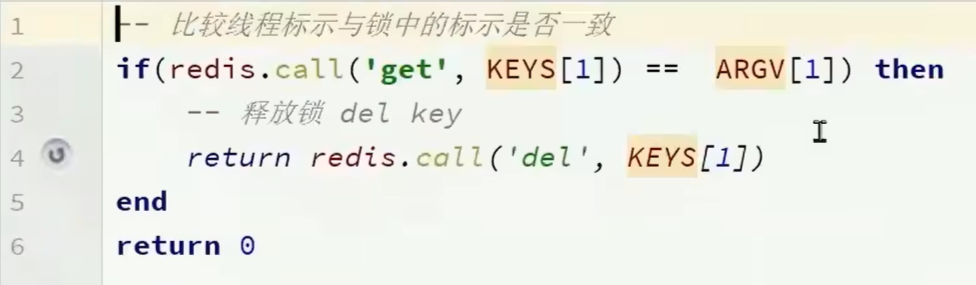 1 -- 比较线程标示与锁中的标示是否一致
2 if(redis.call('get', KEYS[1]) == ARGV[1]) then
3 -- 释放锁 del key
4 return redis.call('del', KEYS[1])
5 end
6 return 0